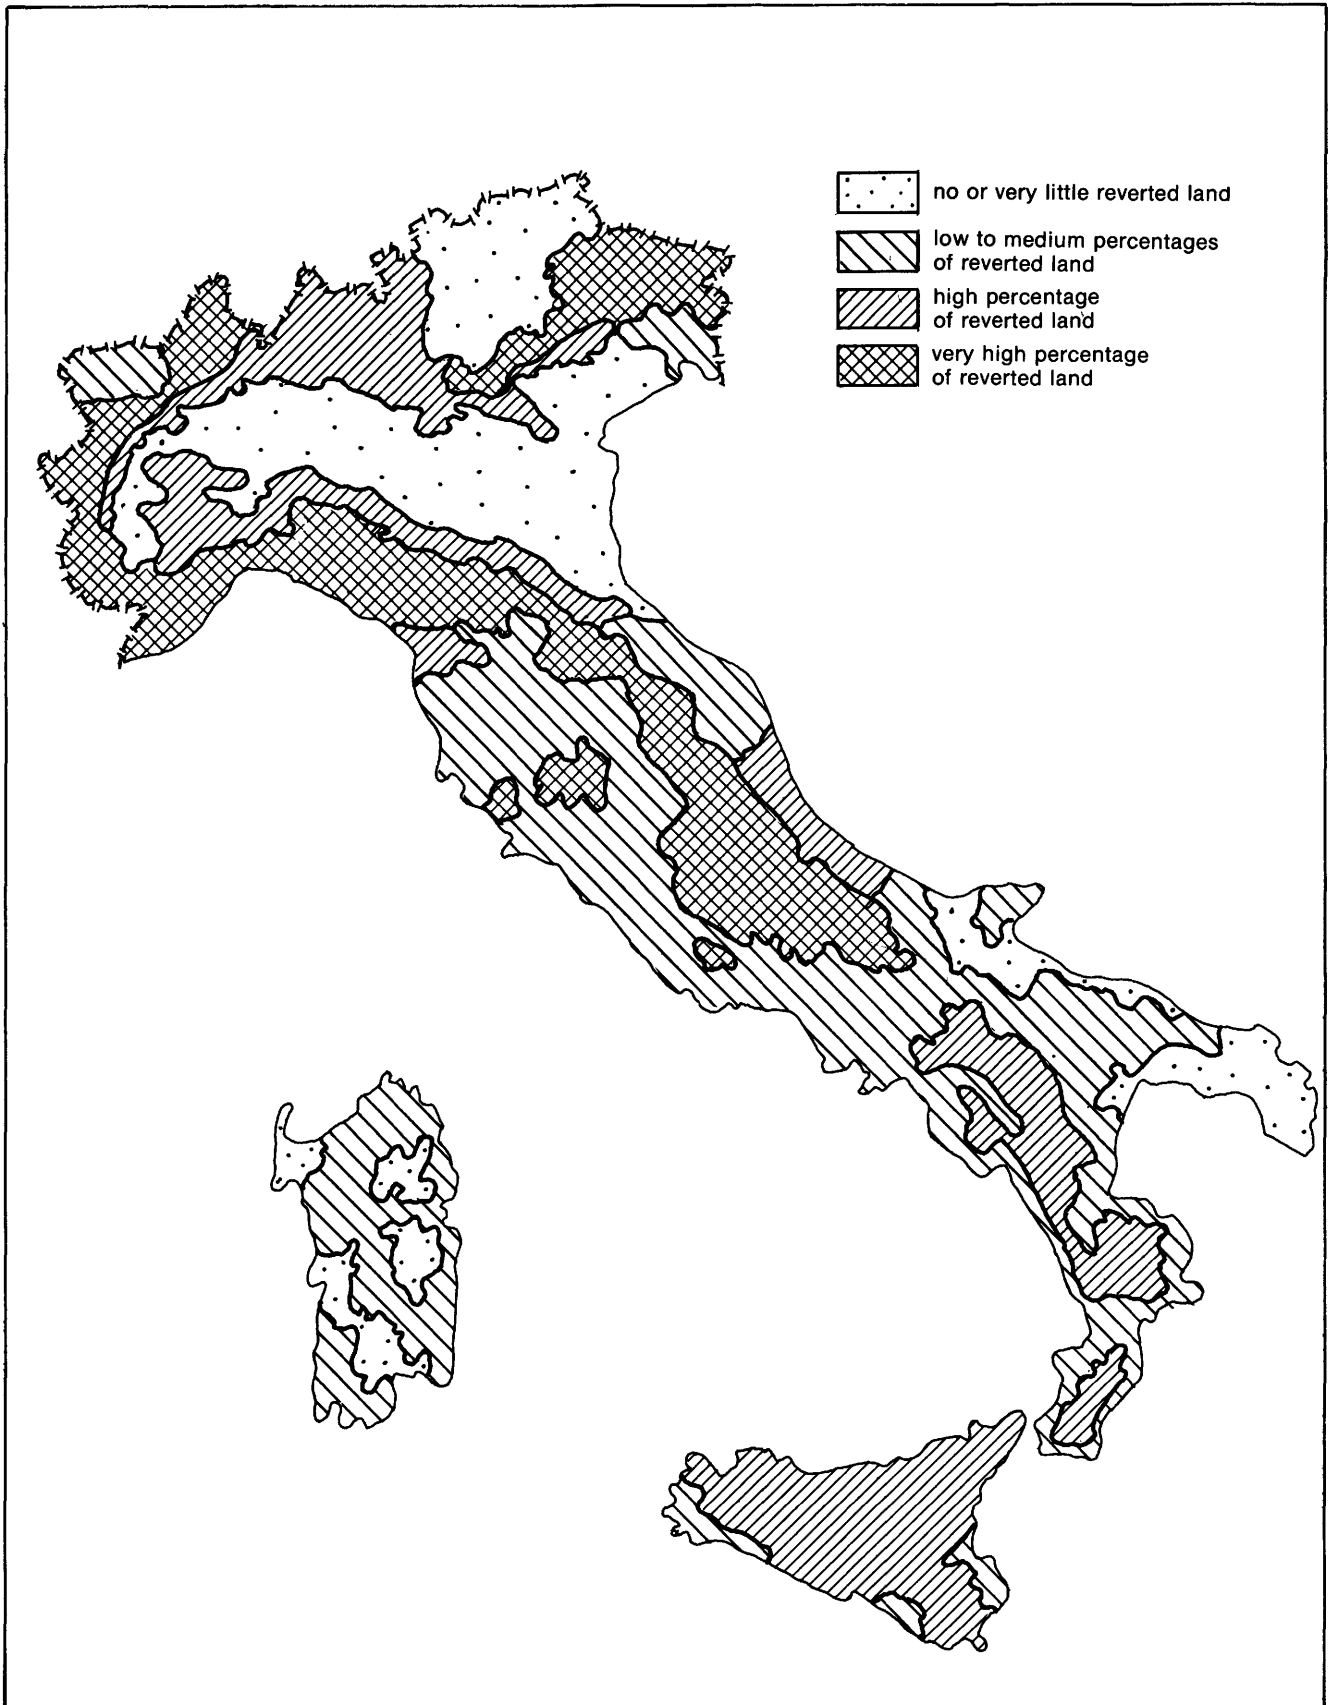 no or very little reverted land
low to medium percentages
of reverted land
high percentage
of reverted land
very high percentage
of reverted land